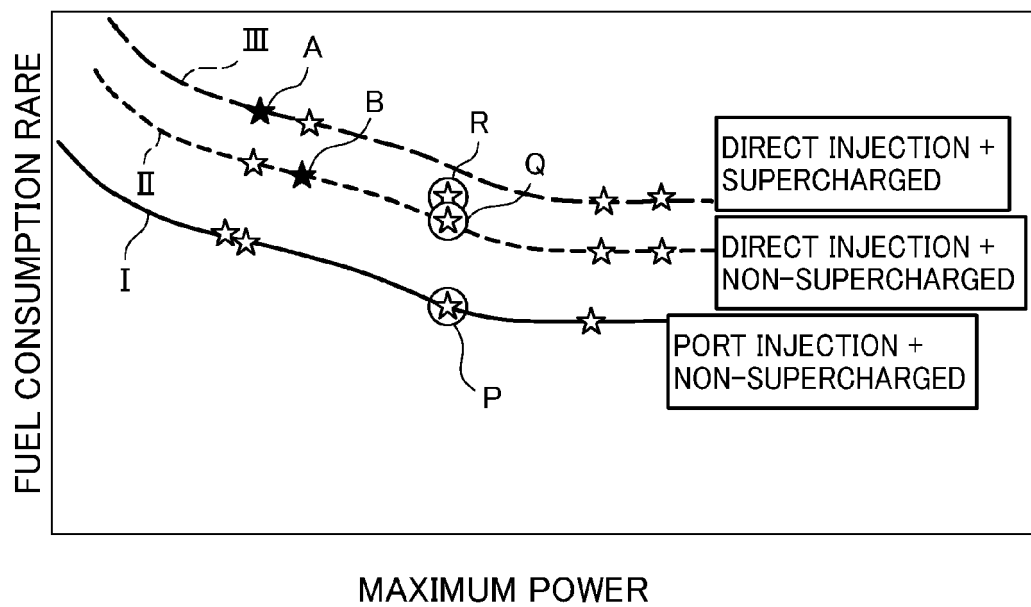 FUEL CONSUMPTION RARE
Ⅲ
A
B
R
Q
Ⅱ
I
P
DIRECT INJECTION +
SUPERCHARGED
DIRECT INJECTION +
NON-SUPERCHARGED
PORT INJECTION +
NON-SUPERCHARGED
MAXIMUM POWER